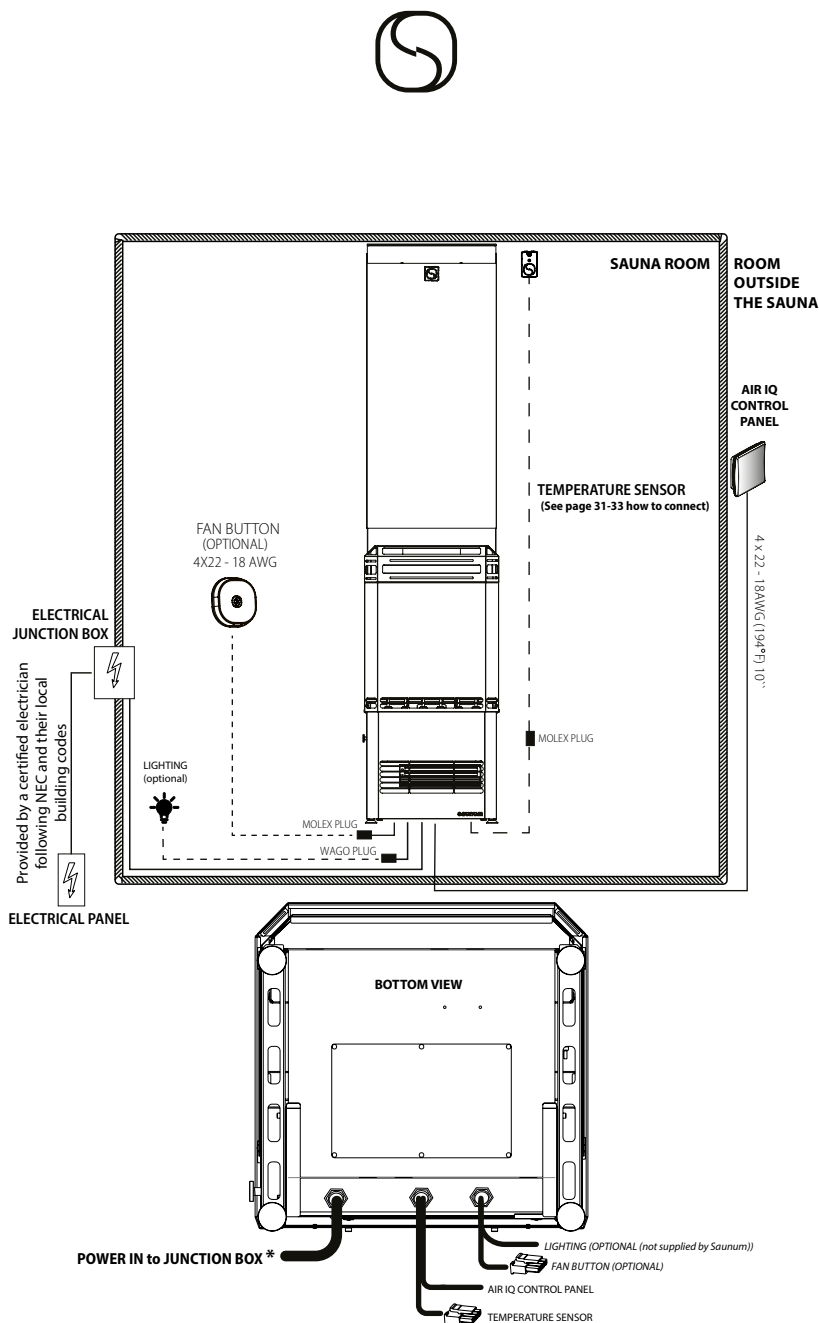 SAUNA ROOM
ROOM
OUTSIDE
THE SAUNA
AIR IQ
CONTROL
PANEL
TEMPERATURE SENSOR
(See page 31-33 how to connect)
4 x 22 - 18AWG (194°F) 10``
FAN BUTTON
(OPTIONAL)
4X22 - 18 AWG
ELECTRICAL
JUNCTION BOX
Provided by a certified electrician
following NEC and their local
building codes
LIGHTING
(optional)
MOLEX PLUG
MOLEX PLUG
WAGO PLUG
ELECTRICAL PANEL
BOTTOM VIEW
POWER IN to JUNCTION BOX *
LIGHTING (OPTIONAL (not supplied by Saunum))
FAN BUTTON (OPTIONAL)
AIR IQ CONTROL PANEL
TEMPERATURE SENSOR